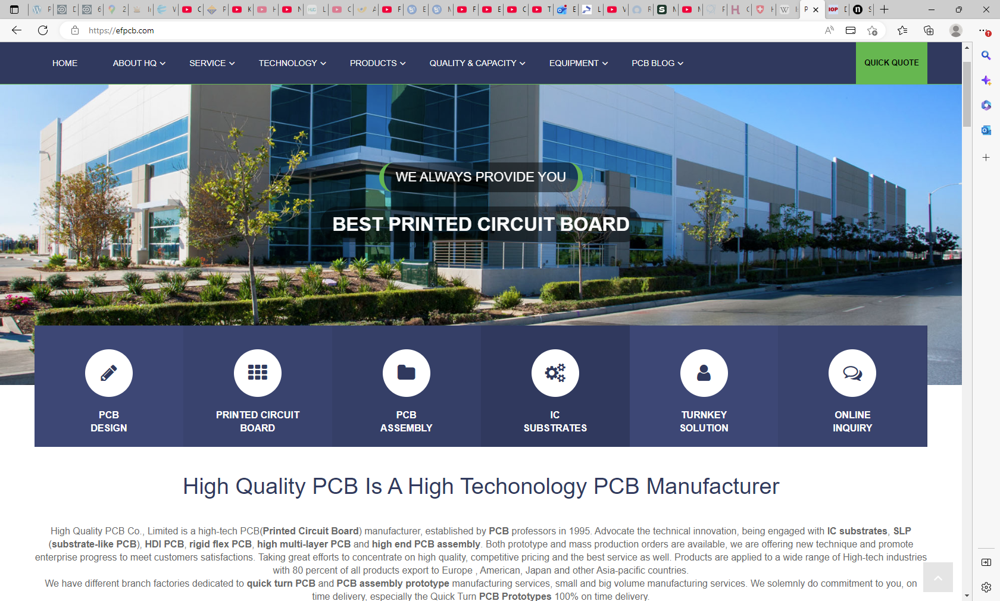 https://efpcb.com
HOME ABOUT HQ SERVICE TECHNOLOGY PRODUCTS QUALITY & CAPACITY EQUIPMENT PCB BLOG QUICK QUOTE
WE ALWAYS PROVIDE YOU
BEST PRINTED CIRCUIT BOARD
PCB
DESIGN
PRINTED CIRCUIT
BOARD
PCB
ASSEMBLY
IC
SUBSTRATES
TURNKEY
SOLUTION
ONLINE
INQUIRY
High Quality PCB Is A High Techonology PCB Manufacturer
High Quality PCB Co., Limited is a high-tech PCB(Printed Circuit Board) manufacturer, established by PCB professors in 1995. Advocate the technical innovation, being engaged with IC substrates, SLP
(substrate-like PCB), HDI PCB, rigid flex PCB, high multi-layer PCB and high end PCB assembly. Both prototype and mass production orders are available, we are offering new technique and promote
enterprise progress to meet customers satisfactions. Taking great efforts to concentrate on high quality, competitive pricing and the best service as well. Products are applied to a wide range of High-tech industries
with 80 percent of all products export to Europe , American, Japan and other Asia-pacific countries.
We have different branch factories dedicated to quick turn PCB and PCB assembly prototype manufacturing services, small and big volume manufacturing services. We solemnly do commitment to you, on
time delivery, especially the Quick Turn PCB Prototypes 100% on time delivery.